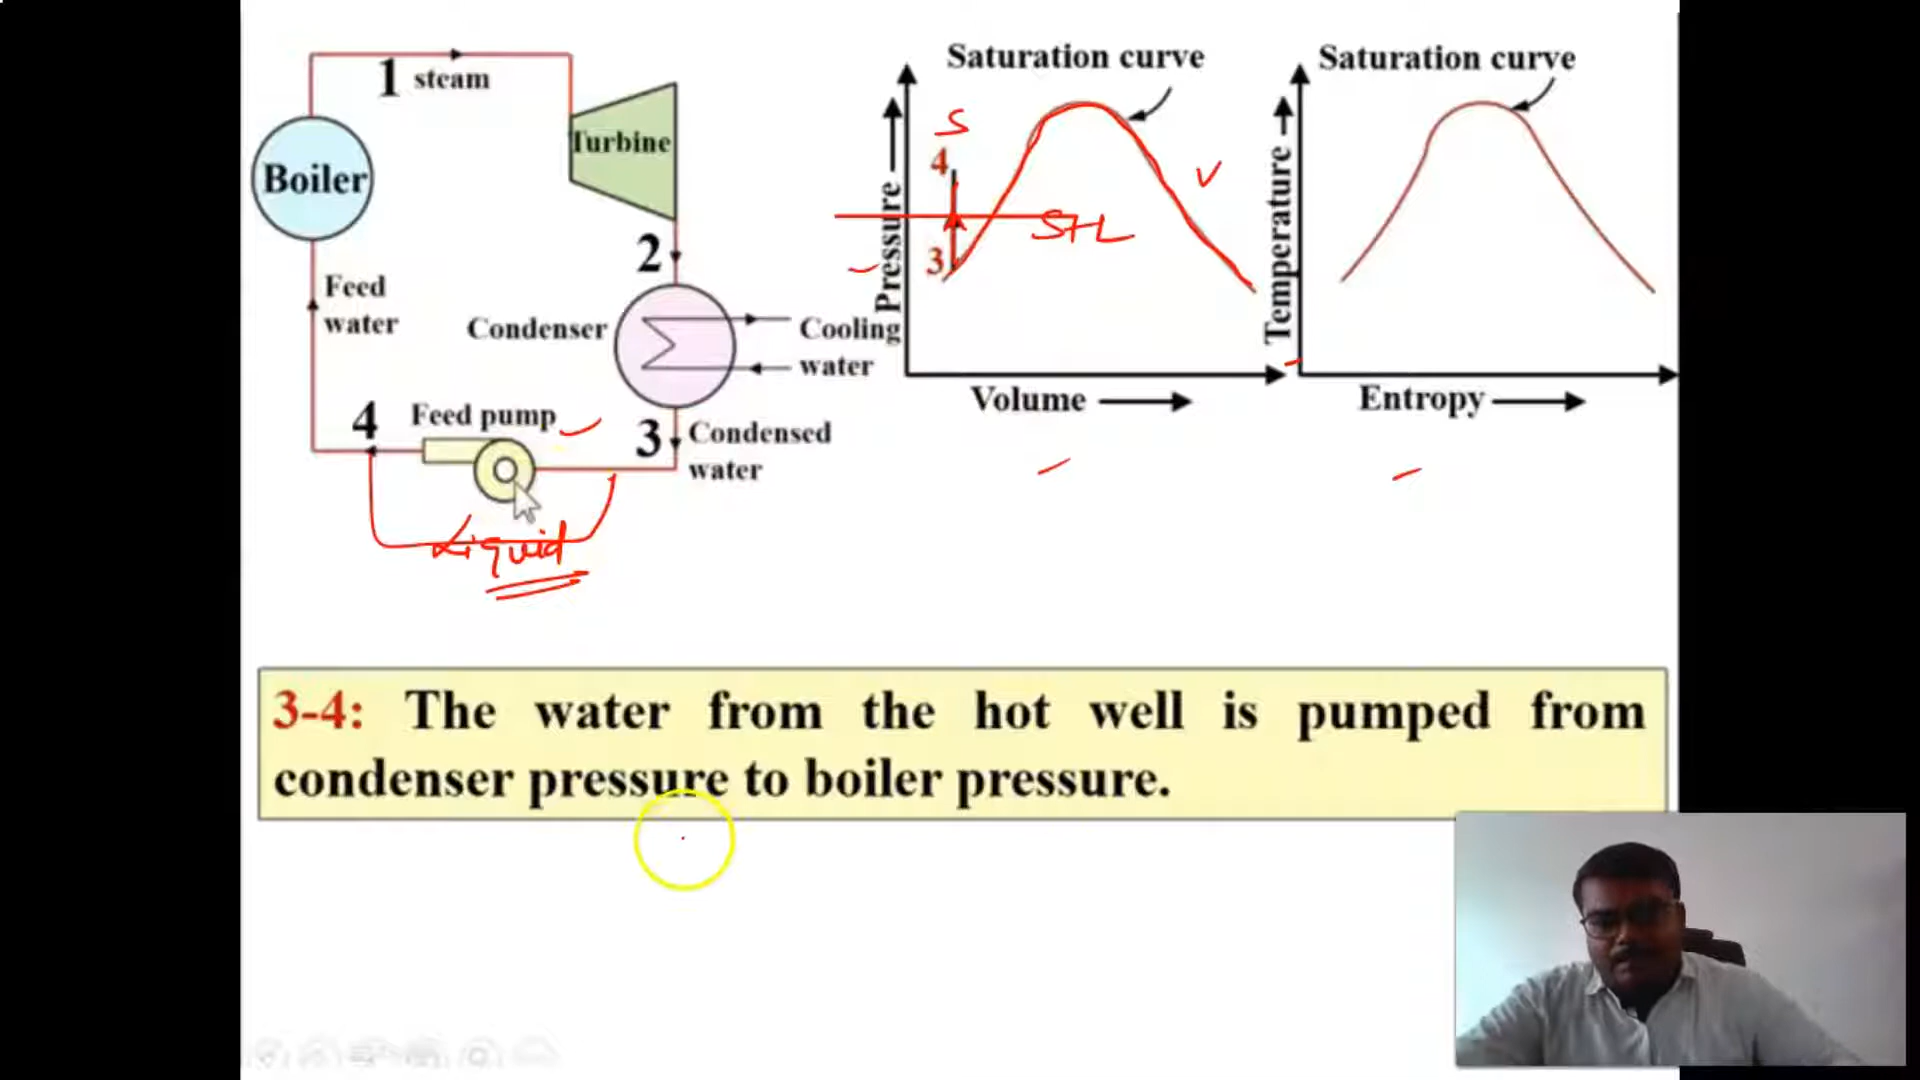 1 steam
Boiler
Turbine
2
Feed
water
Condenser
Cooling
water
4 Feed pump
3 Condensed
water
Liquid
Saturation curve
Pressure
S
4
3
S+L
V
Volume
Saturation curve
Temperature
Entropy
3-4: The water from the hot well is pumped from
condenser pressure to boiler pressure.